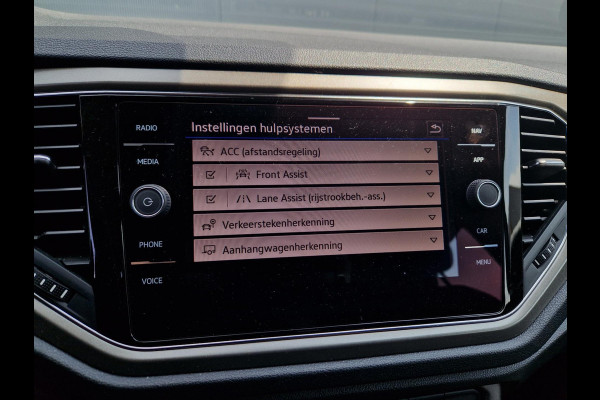 RADIO
MEDIA
PHONE
VOICE
Instellingen hulpsystemen
ACC (afstandsregeling)
Front Assist
Lane Assist (rijstrookbeh.-ass.)
Verkeerstekenherkenning
Aanhangwagenherkenning
NAV
APP
CAR
MENU